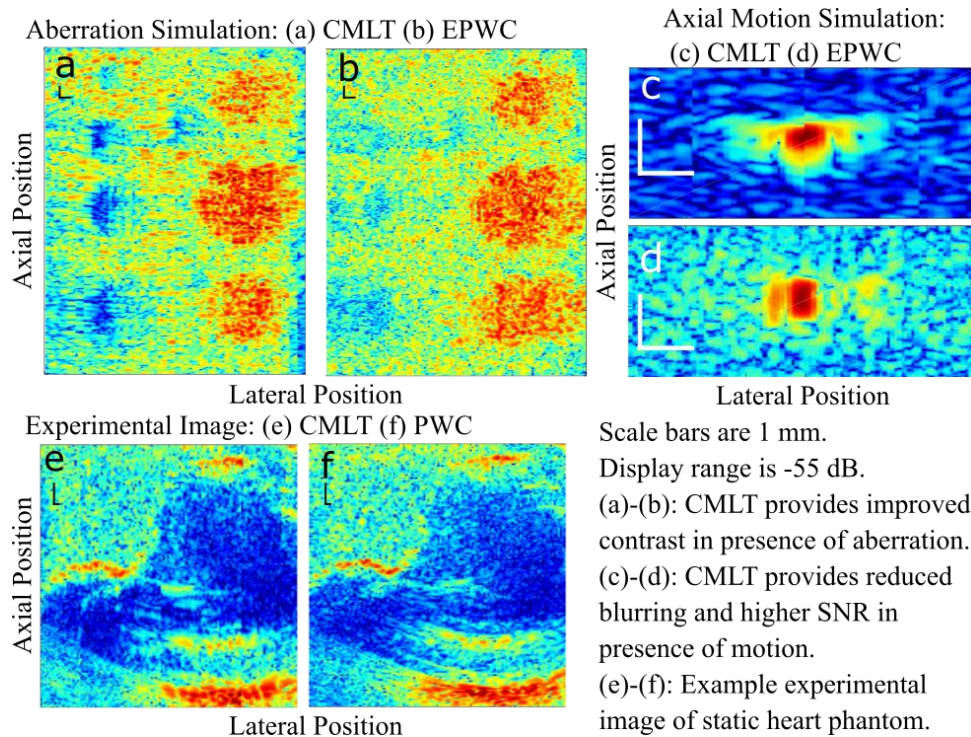 Aberration Simulation: (a) CMLT (b) EPWC
a
b
Axial Position
Lateral Position
Axial Motion Simulation:
(c) CMLT (d) EPWC
c
d
Axial Position
Lateral Position
Experimental Image: (e) CMLT (f) PWC
e
f
Axial Position
Lateral Position
Scale bars are 1 mm.
Display range is -55 dB.
(a)-(b): CMLT provides improved
contrast in presence of aberration.
(c)-(d): CMLT provides reduced
blurring and higher SNR in
presence of motion.
(e)-(f): Example experimental
image of static heart phantom.